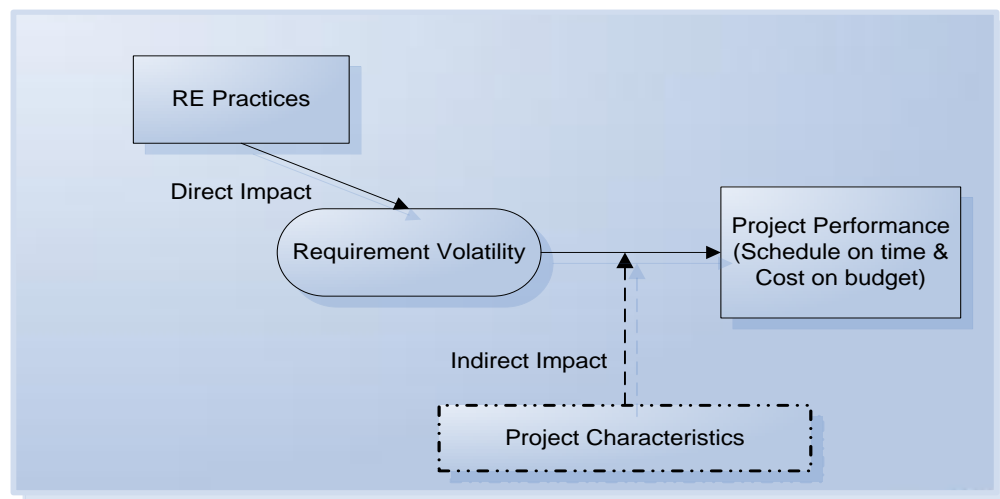 RE Practices
Direct Impact
Requirement Volatility
Project Performance
(Schedule on time &
Cost on budget)
Indirect Impact
Project Characteristics